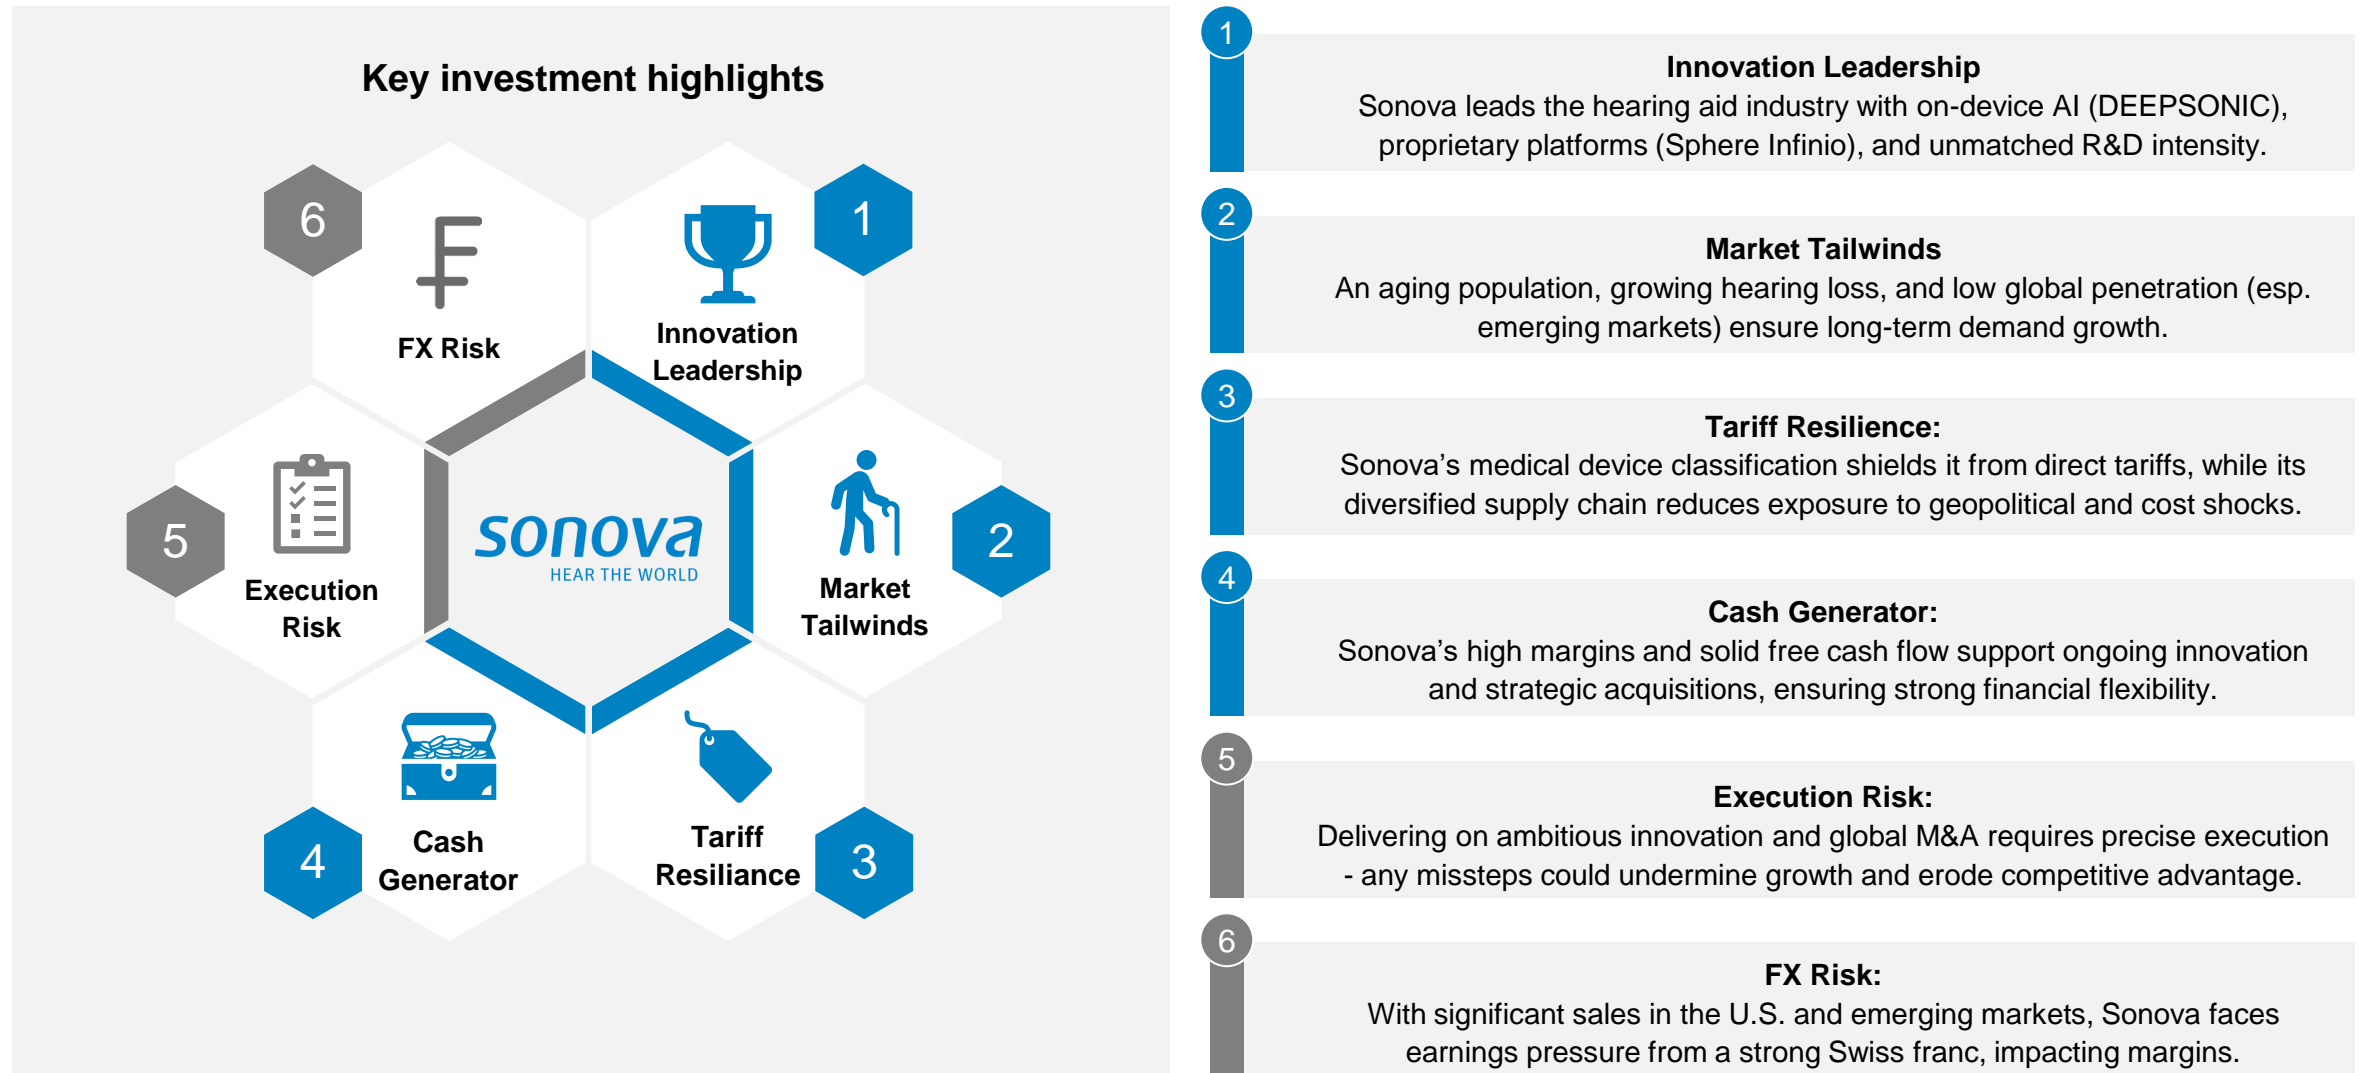 Key investment highlights
6
1
FX Risk
Innovation
Leadership
5
2
Execution
Risk
sonova
HEAR THE WORLD
Market
Tailwinds
4
Cash
Generator
Tariff
Resiliance
3
1
Innovation Leadership
Sonova leads the hearing aid industry with on-device AI (DEEPSONIC),
proprietary platforms (Sphere Infinio), and unmatched R&D intensity.
2
Market Tailwinds
An aging population, growing hearing loss, and low global penetration (esp.
emerging markets) ensure long-term demand growth.
3
Tariff Resilience:
Sonova’s medical device classification shields it from direct tariffs, while its
diversified supply chain reduces exposure to geopolitical and cost shocks.
4
Cash Generator:
Sonova’s high margins and solid free cash flow support ongoing innovation
and strategic acquisitions, ensuring strong financial flexibility.
5
Execution Risk:
Delivering on ambitious innovation and global M&A requires precise execution
- any missteps could undermine growth and erode competitive advantage.
6
FX Risk:
With significant sales in the U.S. and emerging markets, Sonova faces
earnings pressure from a strong Swiss franc, impacting margins.